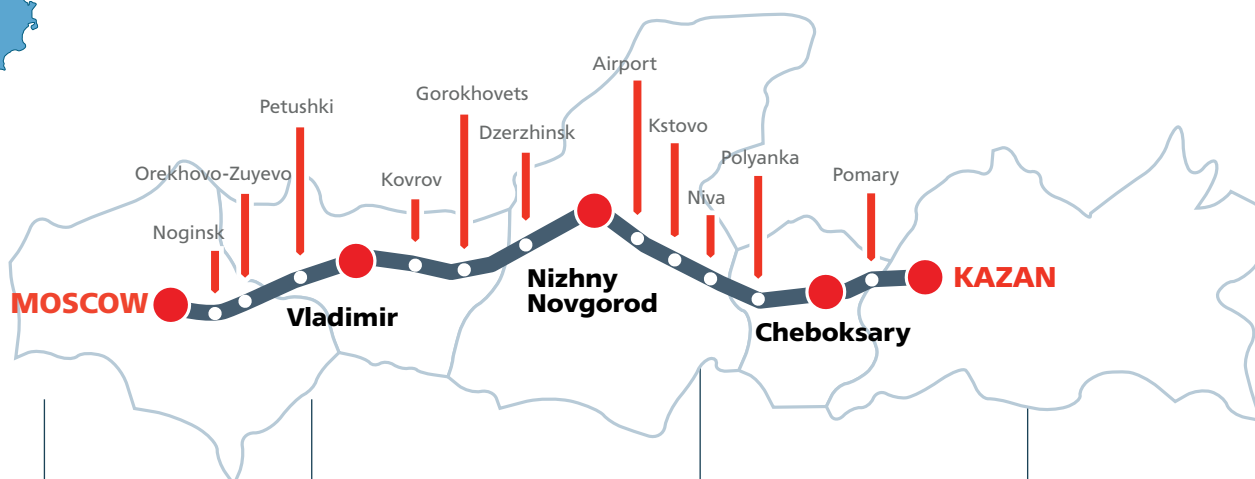 Airport
Gorokhovets
Petushki
Kstovo
Dzerzhinsk
Polyanka
Orekhovo-Zuyevo
Kovrov
Pomary
Niva
Noginsk
MOSCOW
Vladimir
Nizhny
Novgorod
KAZAN
Cheboksary